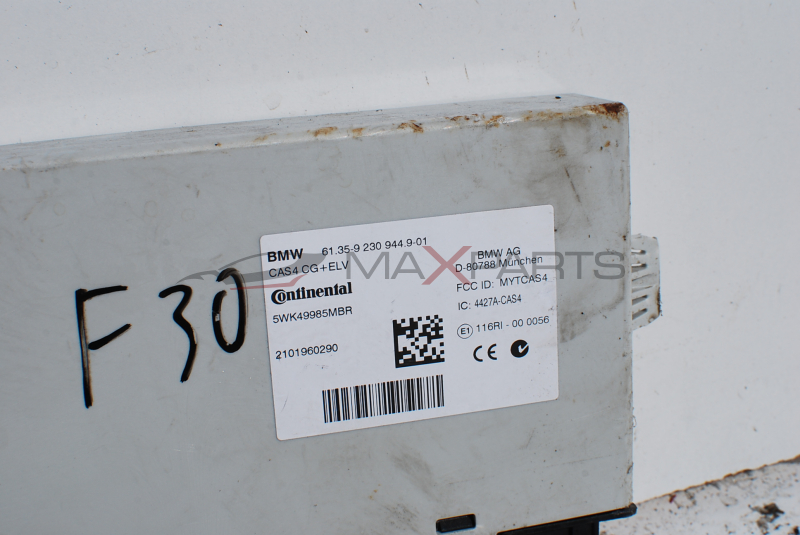 BMW 61.35-9 230 944.9-01
CAS4 CG+ELV
Continental
5WK49985MBR
2101960290
BMW AG
D-80788 München
FCC ID: MYTCAS4
IC: 4427A-CAS4
E1 116RI - 00 0056
CE
F30
MAXPARTS